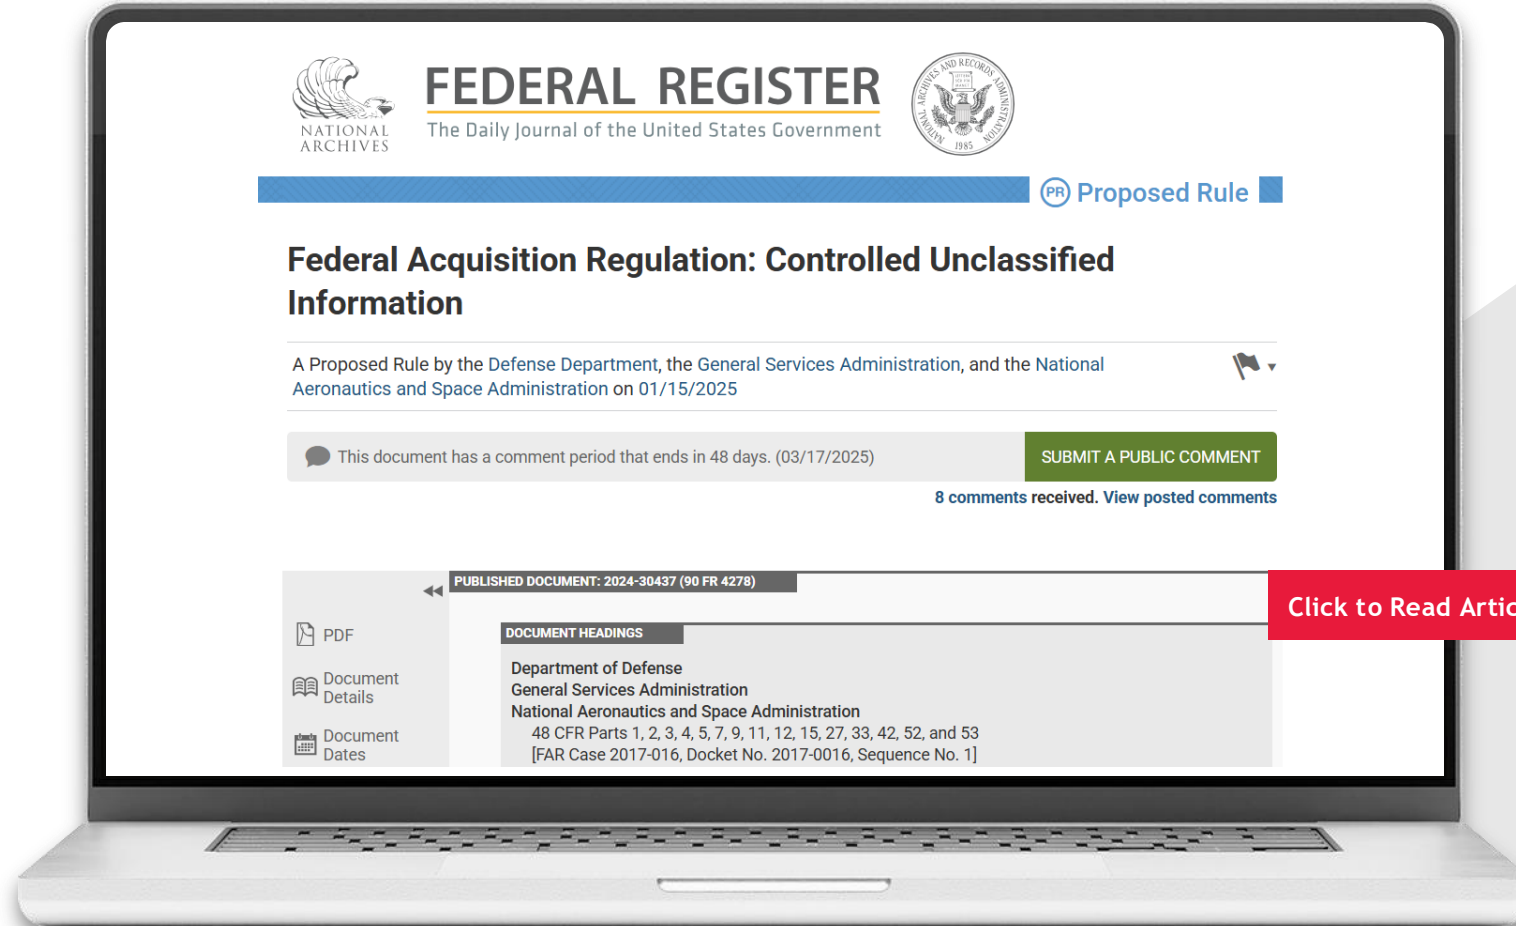 NATIONAL
ARCHIVES
FEDERAL REGISTER
The Daily Journal of the United States Government
NATIONAL ARCHIVES AND RECORDS ADMINISTRATION
1985
PR Proposed Rule
Federal Acquisition Regulation: Controlled Unclassified
Information
A Proposed Rule by the Defense Department, the General Services Administration, and the National
Aeronautics and Space Administration on 01/15/2025
This document has a comment period that ends in 48 days. (03/17/2025)
SUBMIT A PUBLIC COMMENT
8 comments received. View posted comments
PUBLISHED DOCUMENT: 2024-30437 (90 FR 4278)
Click to Read Artic
PDF
Document
Details
Document
Dates
DOCUMENT HEADINGS
Department of Defense
General Services Administration
National Aeronautics and Space Administration
48 CFR Parts 1, 2, 3, 4, 5, 7, 9, 11, 12, 15, 27, 33, 42, 52, and 53
[FAR Case 2017-016, Docket No. 2017-0016, Sequence No. 1]